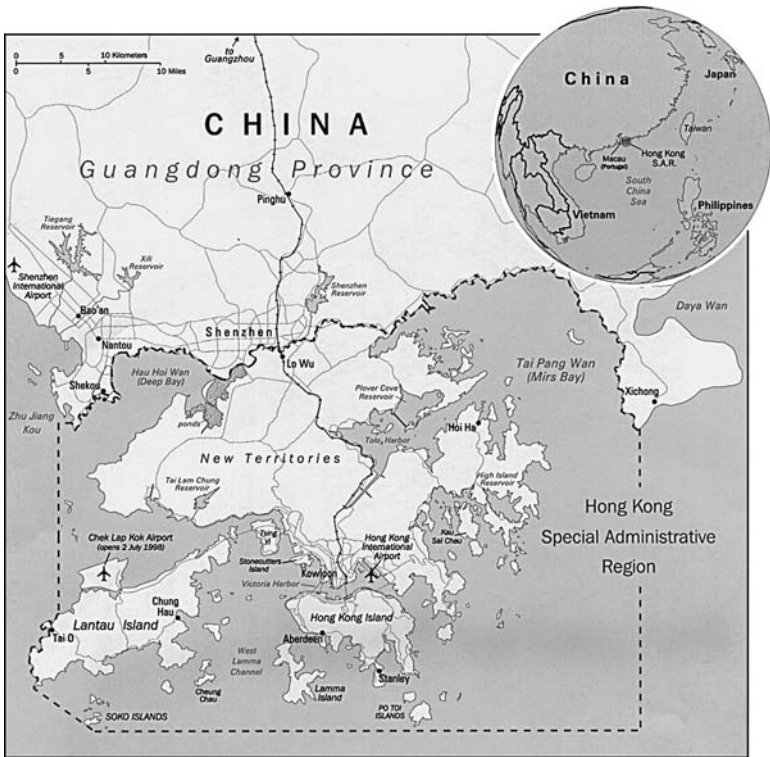 0 5 10 Kilometers
0 5 10 Miles
to
Guangzhou
CHINA
Guangdong Province
Pinghu
Tiegang
Reservoir
Xili
Reservoir
Shenzhen
International
Airport
Shenzhen
Reservoir
Bao'an
Nantou
Shenzhen
Lo Wu
Shekou
Hau Hoi Wan
(Deep Bay)
Zhu Jiang
Kou
ponds
Plover Cove
Reservoir
Tai Pang Wan
(Mirs Bay)
Daya Wan
Xichong
Tolo Harbor
Hoi Ha
New Territories
Tai Lam Chung
Reservoir
High Island
Reservoir
Hong Kong
Special Administrative
Region
Chek Lap Kok Airport
(opens 2 July 1998)
Tsing
Yi
Stonecutters
Island
Hong Kong
International
Airport
Kau
Sai Chau
Kowloon
Victoria Harbor
Chung
Hau
Lantau Island
Tai O
Hong Kong Island
Aberdeen
West
Lamma
Channel
Stanley
Cheung
Chau
Lamma
Island
SOKO ISLANDS
PO TOI
ISLANDS
China
Japan
Taiwan
Macau
(Portugal)
Hong Kong
S.A.R.
South
China
Sea
Vietnam
Philippines